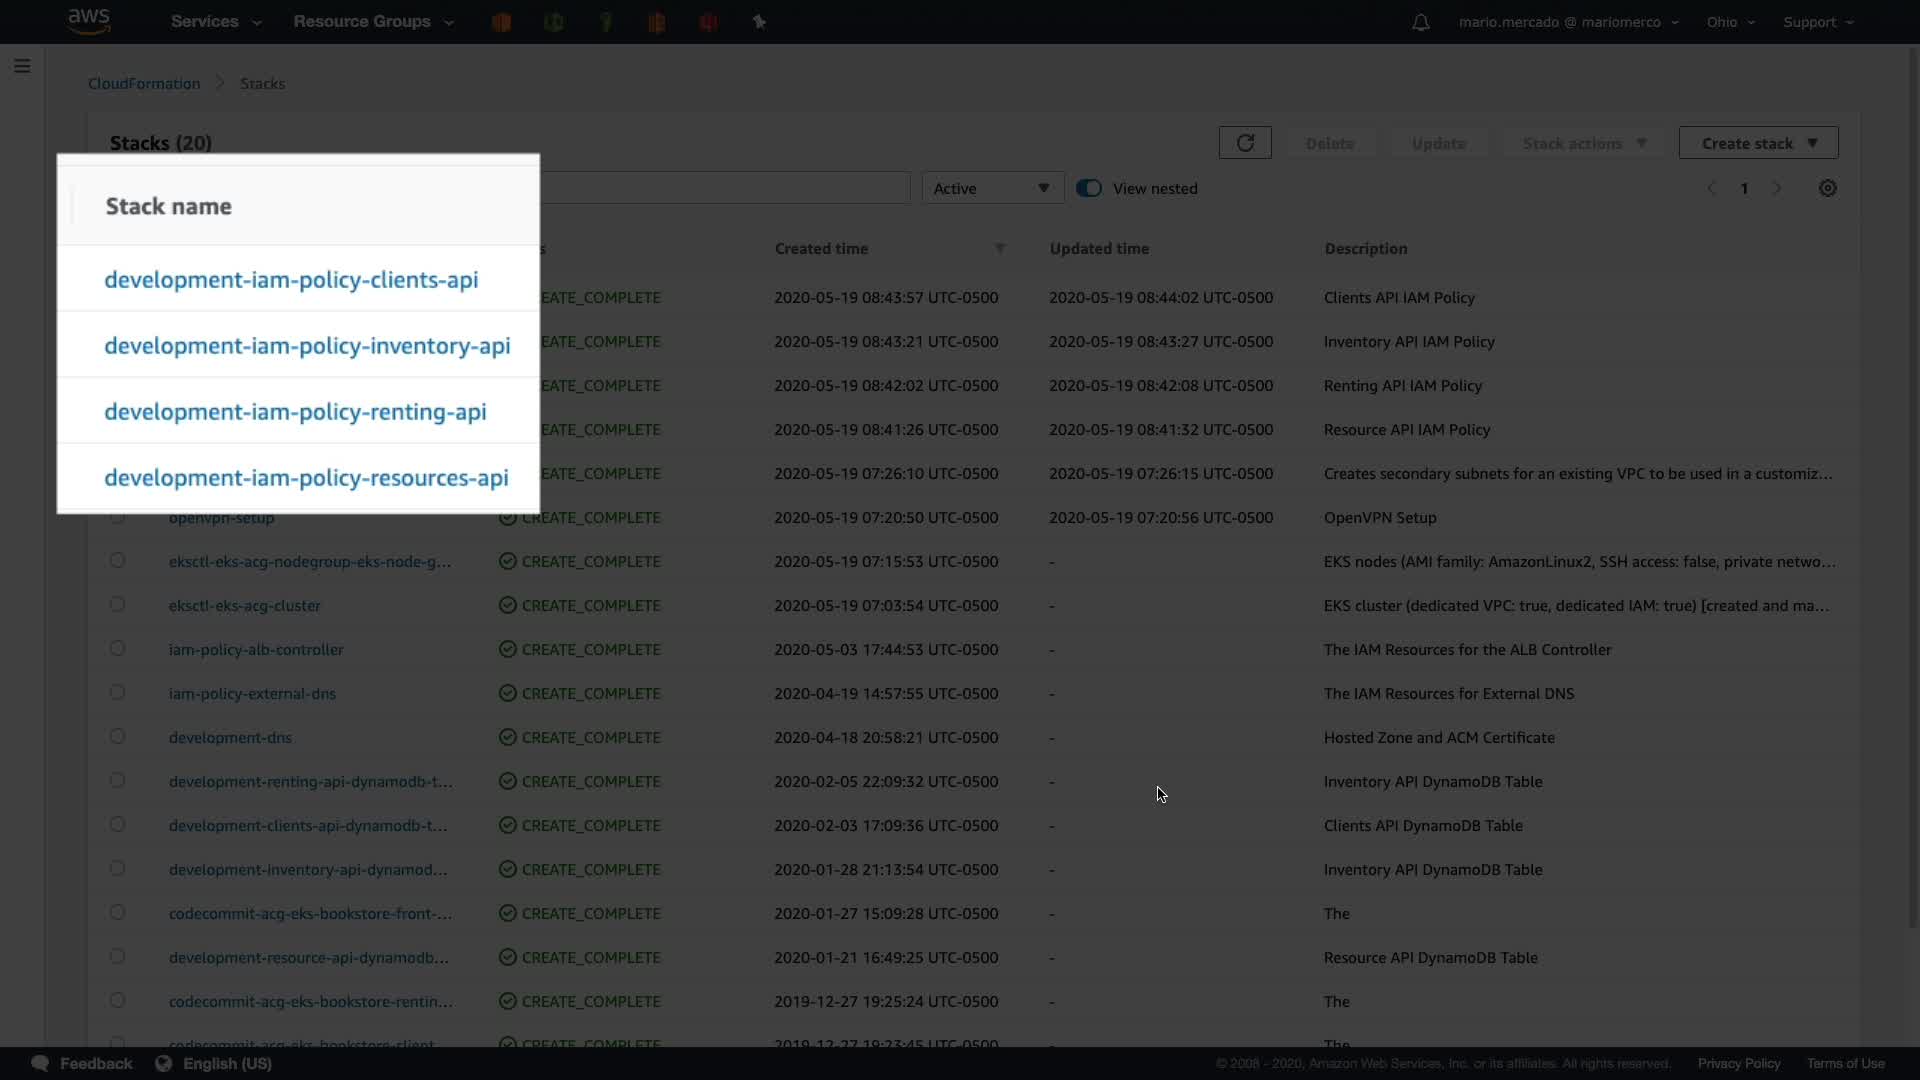 aws Services Resource Groups mario.mercado @ mariomerco Ohio Support
CloudFormation Stacks
Stacks (20) Delete Update Stack actions Create stack
Active View nested 1
Stack name
Created time Updated time Description
development-iam-policy-clients-api
EATE_COMPLETE 2020-05-19 08:43:57 UTC-0500 2020-05-19 08:44:02 UTC-0500 Clients API IAM Policy
development-iam-policy-inventory-api
EATE_COMPLETE 2020-05-19 08:43:21 UTC-0500 2020-05-19 08:43:27 UTC-0500 Inventory API IAM Policy
development-iam-policy-renting-api
EATE_COMPLETE 2020-05-19 08:42:02 UTC-0500 2020-05-19 08:42:08 UTC-0500 Renting API IAM Policy
development-iam-policy-resources-api
EATE_COMPLETE 2020-05-19 08:41:26 UTC-0500 2020-05-19 08:41:32 UTC-0500 Resource API IAM Policy
EATE_COMPLETE 2020-05-19 07:26:10 UTC-0500 2020-05-19 07:26:15 UTC-0500 Creates secondary subnets for an existing VPC to be used in a customiz...
openvpn-setup CREATE_COMPLETE 2020-05-19 07:20:50 UTC-0500 2020-05-19 07:20:56 UTC-0500 OpenVPN Setup
eksctl-eks-acg-nodegroup-eks-node-g... CREATE_COMPLETE 2020-05-19 07:15:53 UTC-0500 - EKS nodes (AMI family: AmazonLinux2, SSH access: false, private netwo...
eksctl-eks-acg-cluster CREATE_COMPLETE 2020-05-19 07:03:54 UTC-0500 - EKS cluster (dedicated VPC: true, dedicated IAM: true) [created and ma...
iam-policy-alb-controller CREATE_COMPLETE 2020-05-03 17:44:53 UTC-0500 - The IAM Resources for the ALB Controller
iam-policy-external-dns CREATE_COMPLETE 2020-04-19 14:57:55 UTC-0500 - The IAM Resources for External DNS
development-dns CREATE_COMPLETE 2020-04-18 20:58:21 UTC-0500 - Hosted Zone and ACM Certificate
development-renting-api-dynamodb-t... CREATE_COMPLETE 2020-02-05 22:09:32 UTC-0500 - Inventory API DynamoDB Table
development-clients-api-dynamodb-t... CREATE_COMPLETE 2020-02-03 17:09:36 UTC-0500 - Clients API DynamoDB Table
development-inventory-api-dynamod... CREATE_COMPLETE 2020-01-28 21:13:54 UTC-0500 - Inventory API DynamoDB Table
codecommit-acg-eks-bookstore-front-... CREATE_COMPLETE 2020-01-27 15:09:28 UTC-0500 - The
development-resource-api-dynamodb... CREATE_COMPLETE 2020-01-21 16:49:25 UTC-0500 - Resource API DynamoDB Table
codecommit-acg-eks-bookstore-rentin... CREATE_COMPLETE 2019-12-27 19:25:24 UTC-0500 - The
codecommit-acg-eks-bookstore-client CREATE_COMPLETE 2019-12-27 19:23:45 UTC-0500 The
Feedback English (US) © 2008 - 2020, Amazon Web Services, Inc. or its affiliates. All rights reserved. Privacy Policy Terms of Use